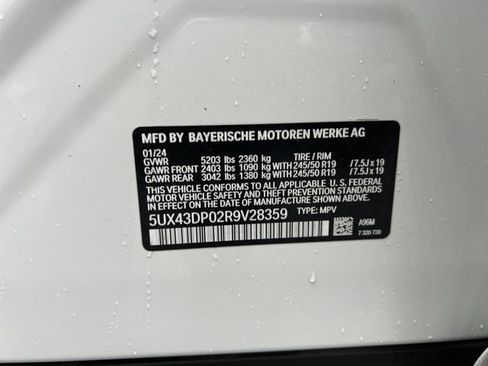 MFD BY BAYERISCHE MOTOREN WERKE AG
01/24 TIRE / RIM
GVWR 5203 lbs 2360 kg
GAWR FRONT 2403 lbs 1090 kg WITH 245/50 R19 / 7.5J x 19
GAWR REAR 3042 lbs 1380 kg WITH 245/50 R19 / 7.5J x 19
THIS VEHICLE CONFORMS TO ALL APPLICABLE U.S. FEDERAL
MOTOR VEHICLE SAFETY AND THEFT PREVENTION STANDARDS
IN EFFECT ON THE DATE OF MANUFACTURE SHOWN ABOVE.
5UX43DP02R9V28359
TYPE: MPV
A96M
7 320 730